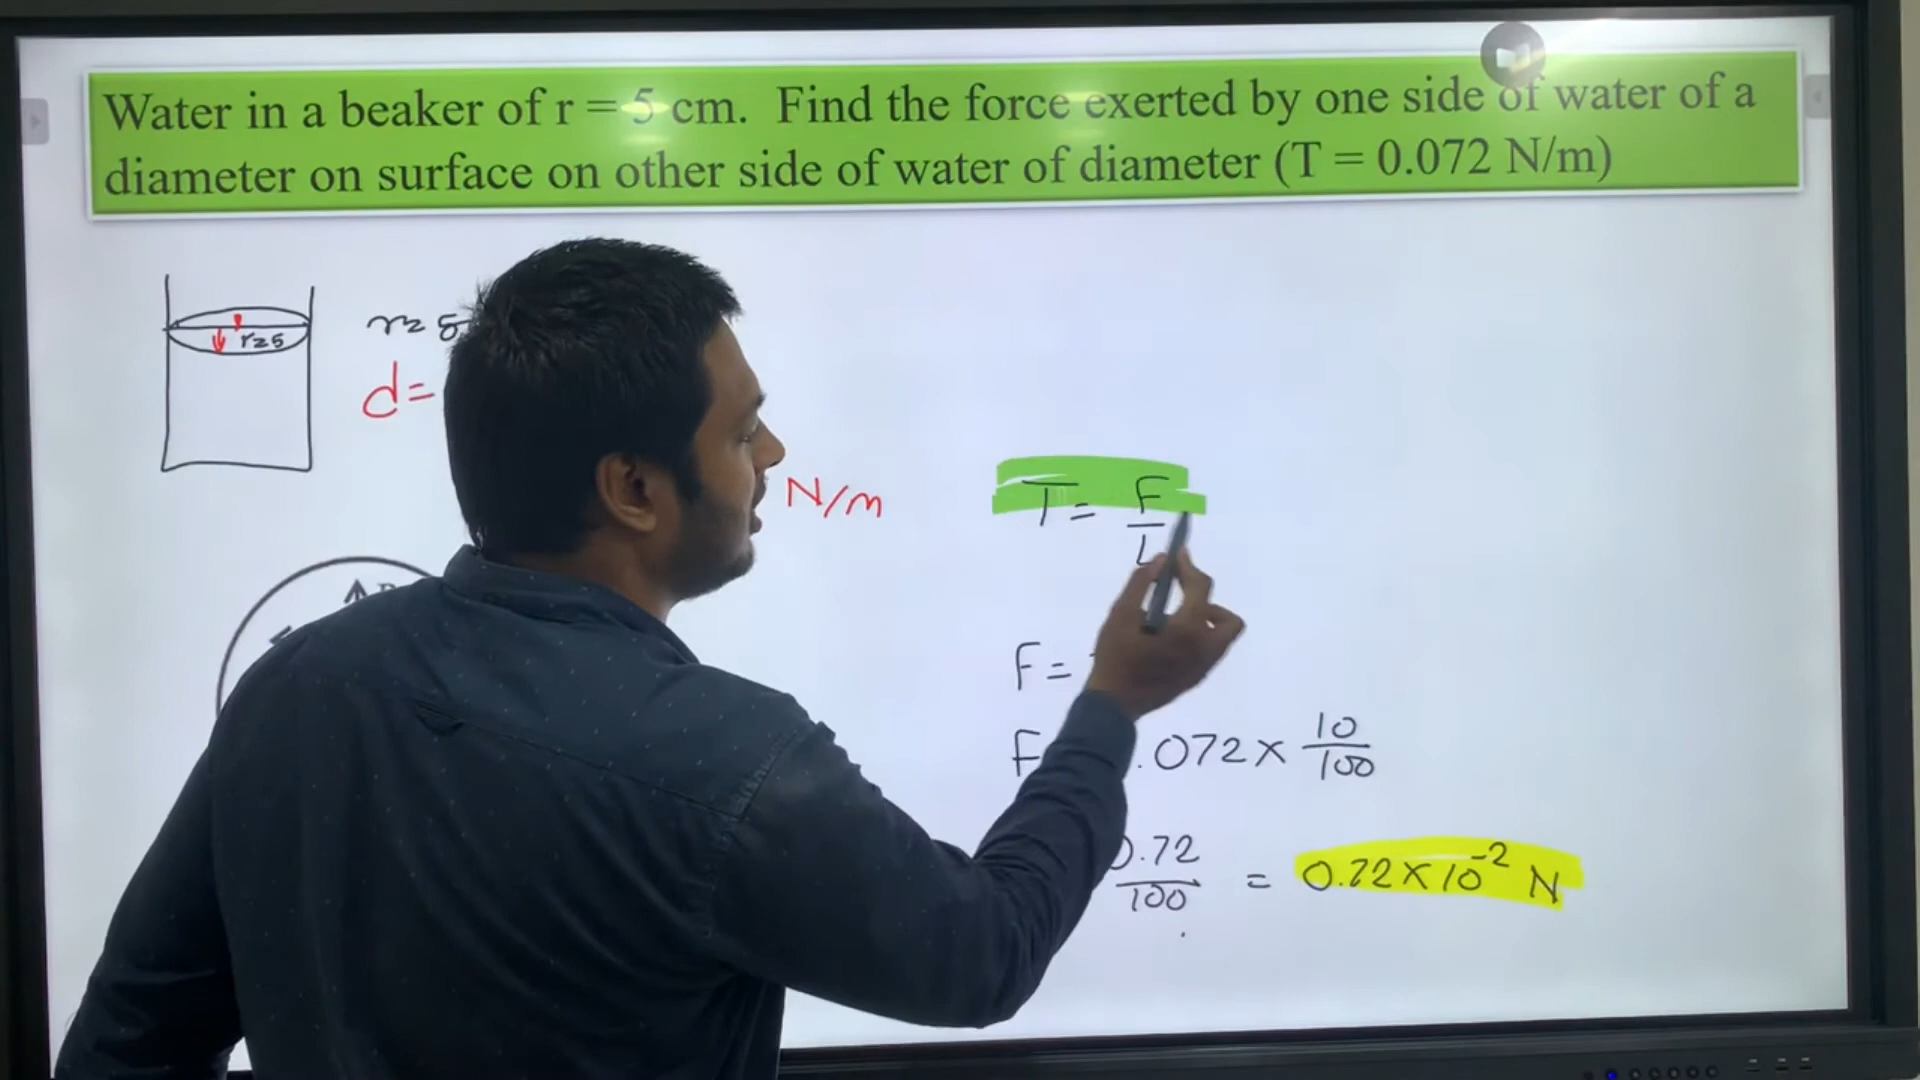 Water in a beaker of r = 5 cm. Find the force exerted by one side of water of a
diameter on surface on other side of water of diameter (T = 0.072 N/m)
r=5
r=5
d=
N/m
T = F/L
F =
F .072 × 10/100
0.72/100 = 0.72 × 10⁻² N